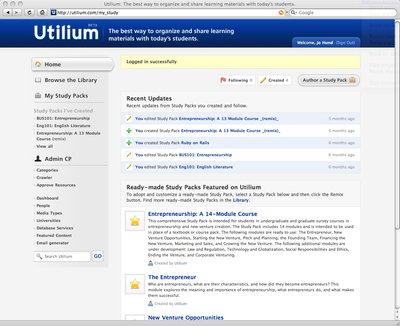 Utilium: The best way to organize and share learning materials with today's students.
http://utilium.com/my_study
Google
Utilium BETA
The best way to organize and share learning
materials with today's students.
Welcome, Jo Hund Sign Out
Home
Browse the Library
My Study Packs
Study Packs I've Created
BUS101: Entrepreneurship
Eng101: English Literature
Entrepreneurship: A 13 Module
Course (remix)
View all
Admin CP
Categories
Crawler
Approve Resources
Dashboard
People
Media Types
Universities
Database Services
Featured Content
Email generator
Search Utilium
GO
Logged in successfully
Following 0
Created 4
Author a Study Pack
Recent Updates
Recent updates from Study Packs you created and follow.
You edited Study Pack Entrepreneurship: A 13 Module Course _(remix)_
You created Study Pack Entrepreneurship: A 13 Module Course _(remix)_
You created Study Pack Ruby on Rails
You edited Study Pack BUS101: Entrepreneurship
You edited Study Pack Eng101: English Literature
months ago
months ago
months ago
months ago
months ago
Ready-made Study Packs Featured on Utilium
To adopt and customize a ready-made Study Pack, select a Study Pack below and then click the Remix
button. Find more ready-made Study Packs in the Library.
Entrepreneurship: A 14-Module Course
This comprehensive Study Pack is intended for students in undergraduate and graduate survey courses in
entrepreneurship and new venture creation. The Study Pack includes 14 modules and is intended to be used
in place of a textbook or course pack. The following modules are ready to use: The Entrepreneur, New
Venture Opportunities, Starting the New Venture, Pitch and Planning, the Founding Team, Financing the
New Venture, Marketing and Sales, and Growing the New Venture. The following additional modules are
under development: Law and Regulation, Technology and Globalization, Social Responsibilities and Ethics,
Ending the Venture, and Corporate Venturing.
Created by Utilium
The Entrepreneur
Who are entrepreneurs, what are their characteristics, and how did they become entrepreneurs? This
module explores the meaning and importance of entrepreneurship, what entrepreneurs do, and what makes
them successful.
Created by Utilium
New Venture Opportunities